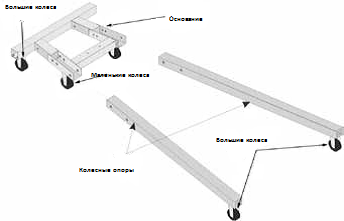 Большие колеса
Основание
Маленькие колеса
Большие колеса
Колесные опоры